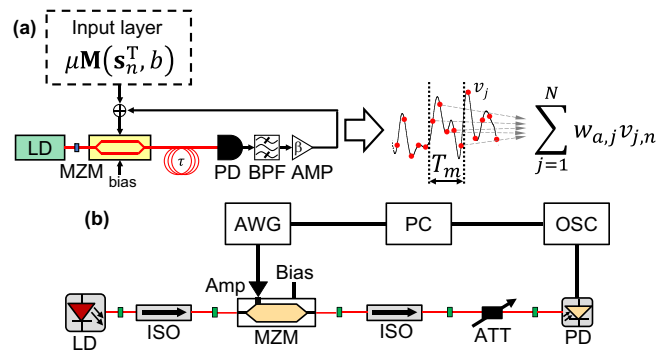 (a)
Input layer
μM(s_n^T, b)
LD
MZM
bias
τ
PD
BPF
β
AMP
v_j
T_m
∑_{j=1}^{N} w_{a,j} v_{j,n}
(b)
AWG
PC
OSC
Amp
Bias
LD
ISO
MZM
ISO
ATT
PD